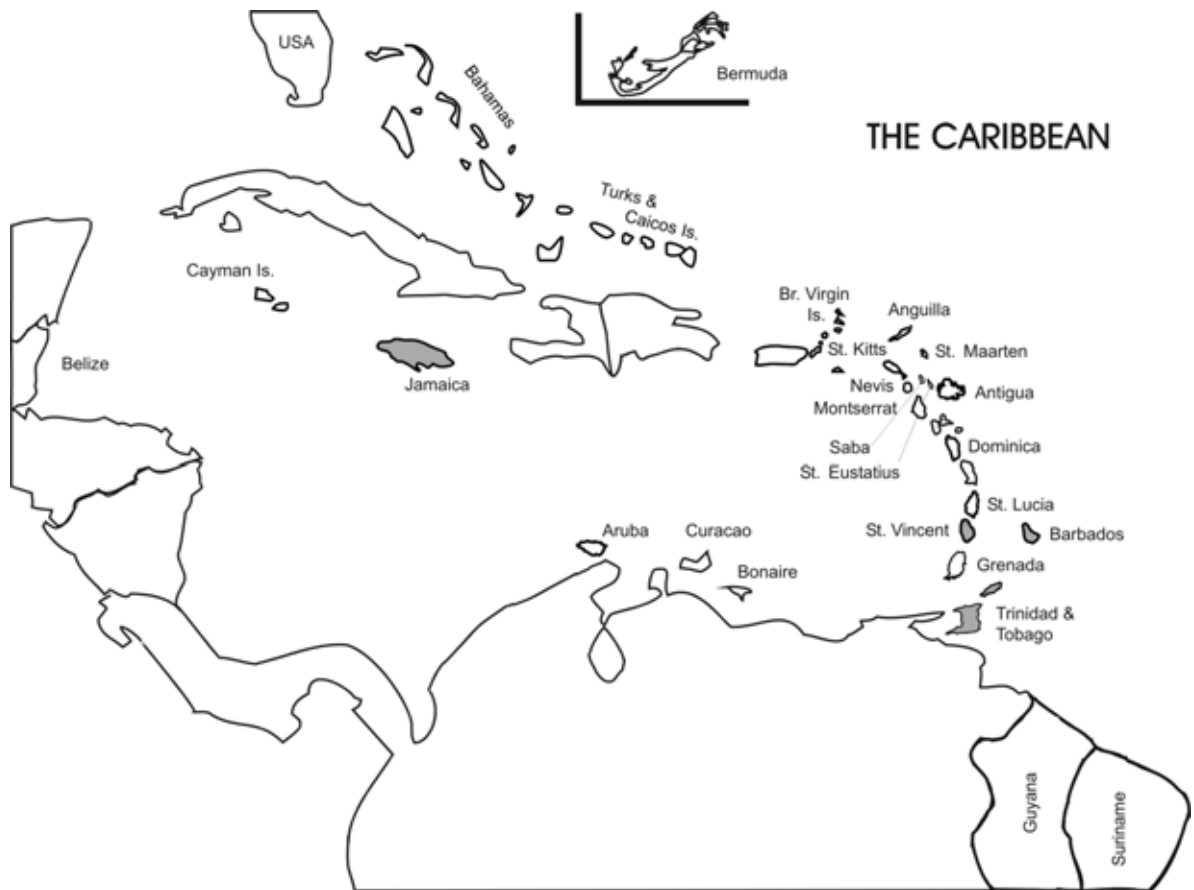 USA
Bermuda
Bahamas
THE CARIBBEAN
Turks &
Caicos Is.
Cayman Is.
Br. Virgin
Is.
Anguilla
St. Kitts
St. Maarten
Belize
Jamaica
Nevis
Antigua
Montserrat
Saba
Dominica
St. Eustatius
St. Lucia
Aruba
Curacao
St. Vincent
Barbados
Bonaire
Grenada
Trinidad &
Tobago
Guyana
Suriname